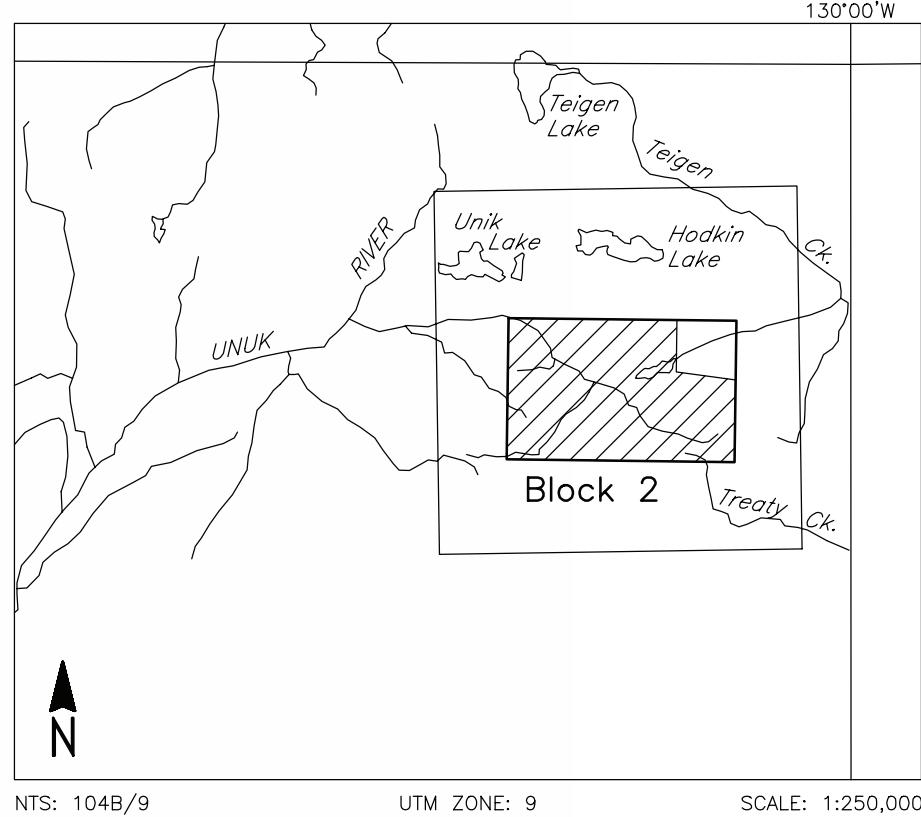 130°00'W
Teigen
Lake
Teigen
Ck.
Unik
Lake
Hodkin
Lake
RIVER
UNUK
Block 2
Treaty Ck.
N
NTS: 104B/9 UTM ZONE: 9 SCALE: 1:250,000